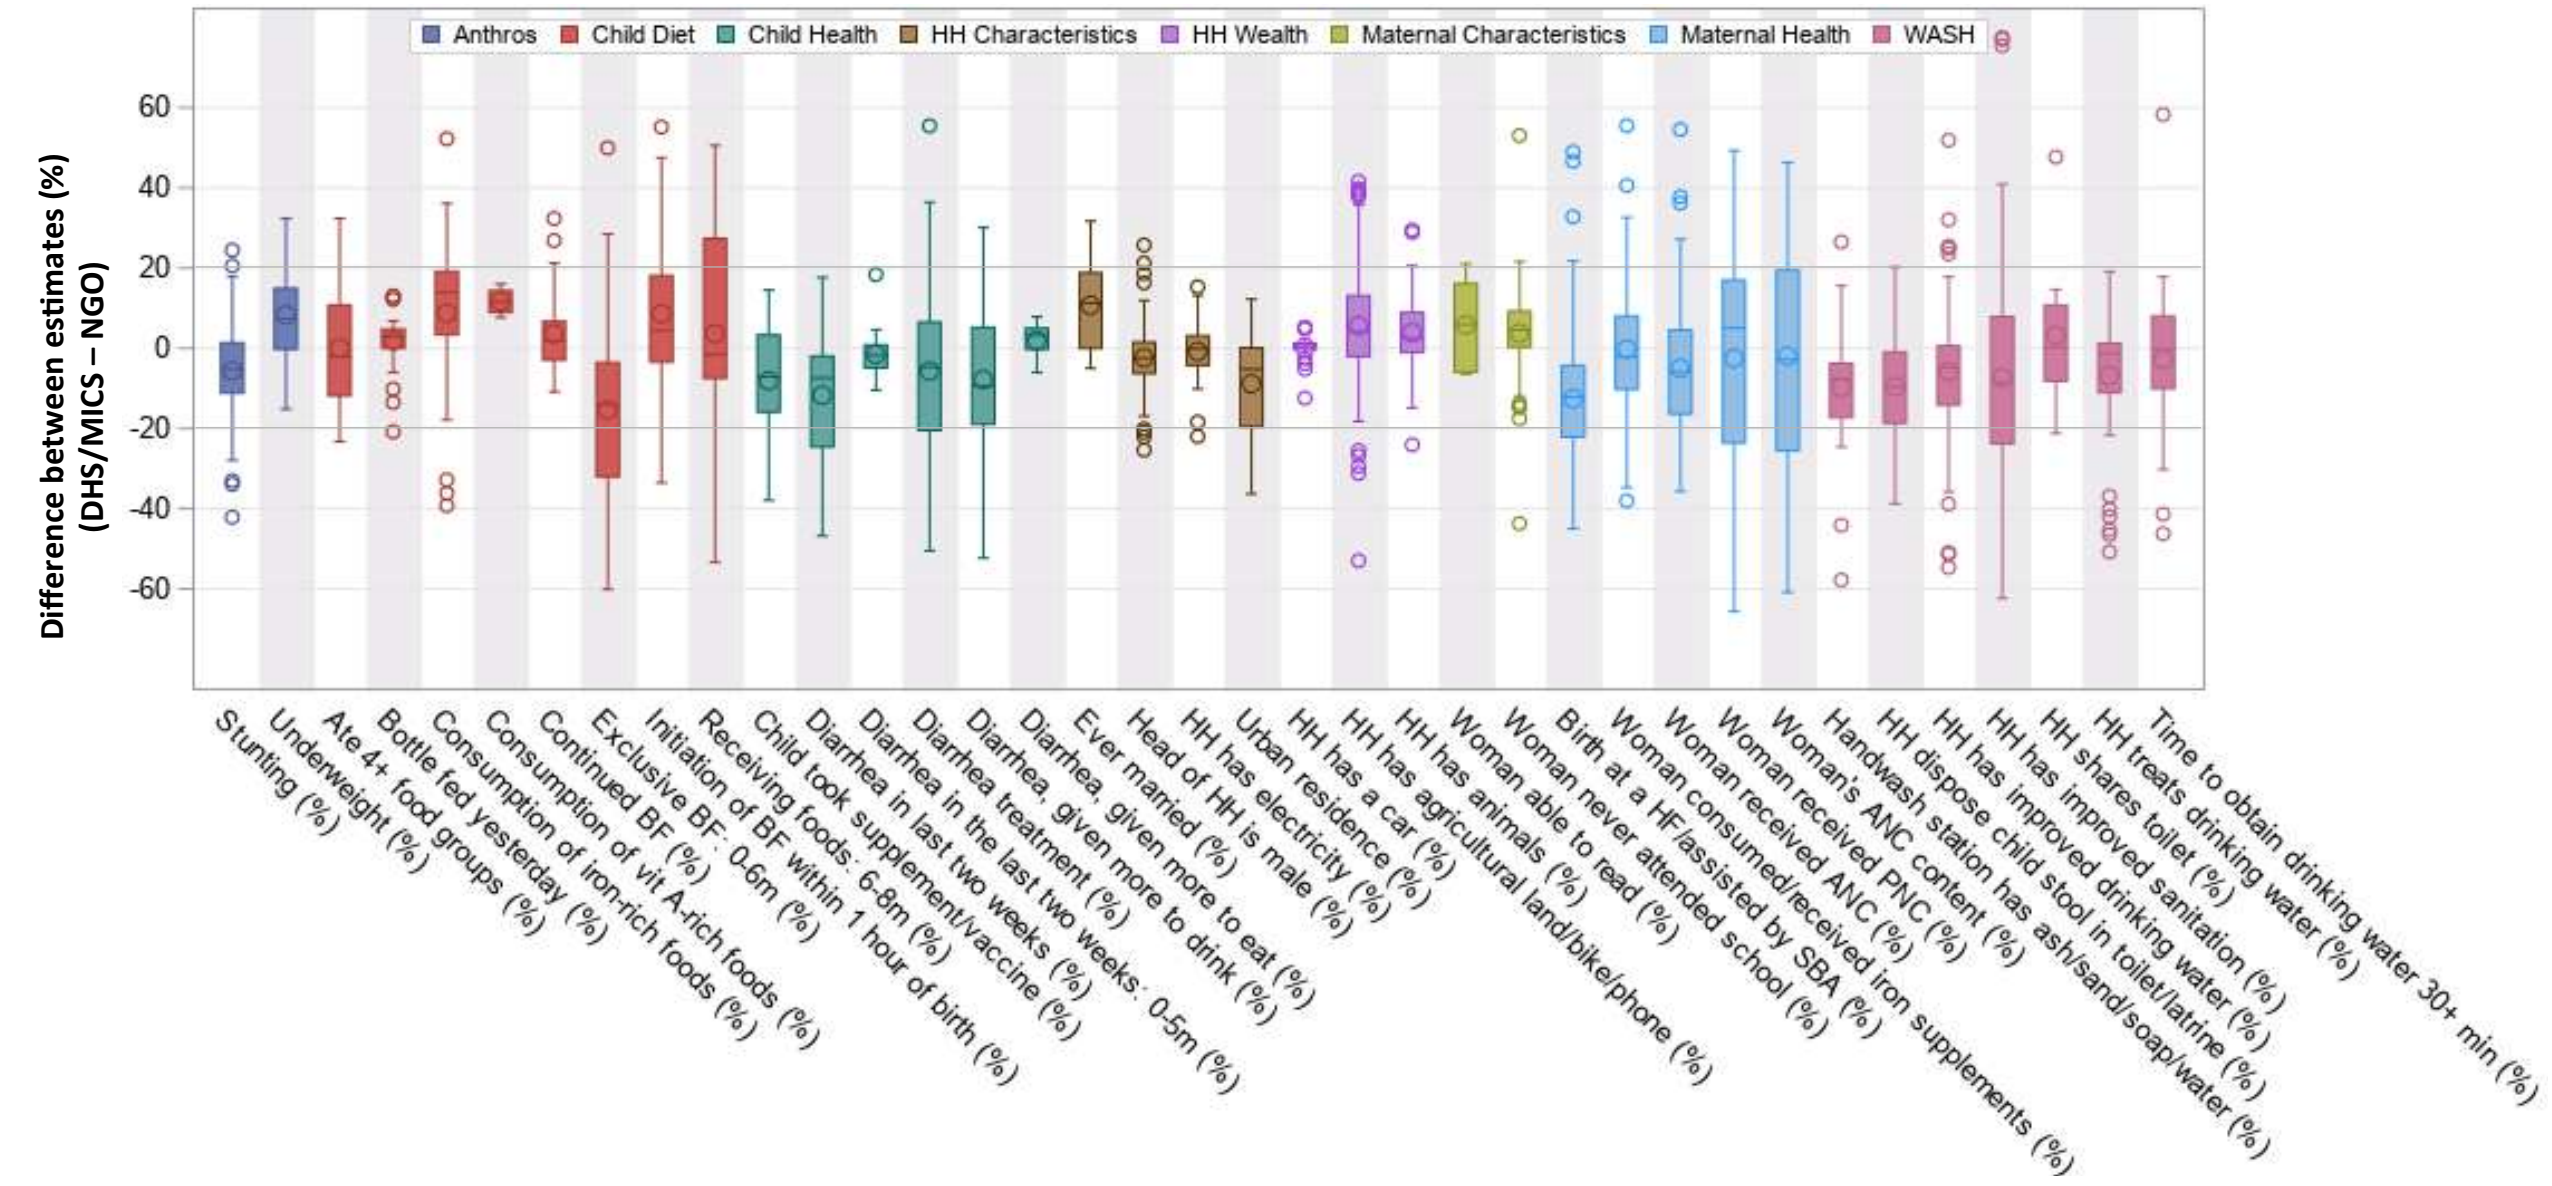 Anthros
Child Diet
Child Health
HH Characteristics
HH Wealth
Maternal Characteristics
Maternal Health
WASH
Difference between estimates (%)
(DHS/MICS – NGO)
60
40
20
0
-20
-40
-60
Stunting (%)
Underweight (%)
Ate 4+ food groups (%)
Bottle fed yesterday (%)
Consumption of iron-rich foods (%)
Consumption of vit A-rich foods (%)
Continued BF (%)
Exclusive BF: 0-6m (%)
Initiation of BF within 1 hour of birth (%)
Receiving foods: 6-8m (%)
Child took supplement/vaccine (%)
Diarrhea in last two weeks (%)
Diarrhea in the last two weeks: 0-5m (%)
Diarrhea treatment (%)
Diarrhea, given more to drink (%)
Diarrhea, given more to eat (%)
Ever married (%)
Head of HH is male (%)
HH has electricity (%)
Urban residence (%)
HH has a car (%)
HH has agricultural land/bike/phone (%)
HH has animals (%)
Woman able to read (%)
Woman never attended school (%)
Birth at a HF/assisted by SBA (%)
Woman consumed/received iron supplements (%)
Woman received ANC (%)
Woman received PNC (%)
Woman's ANC content (%)
Handwash station has ash/sand/soap/water (%)
HH dispose child stool in toilet/latrine (%)
HH has improved drinking water (%)
HH has improved sanitation (%)
HH shares toilet (%)
HH treats drinking water (%)
Time to obtain drinking water 30+ min (%)